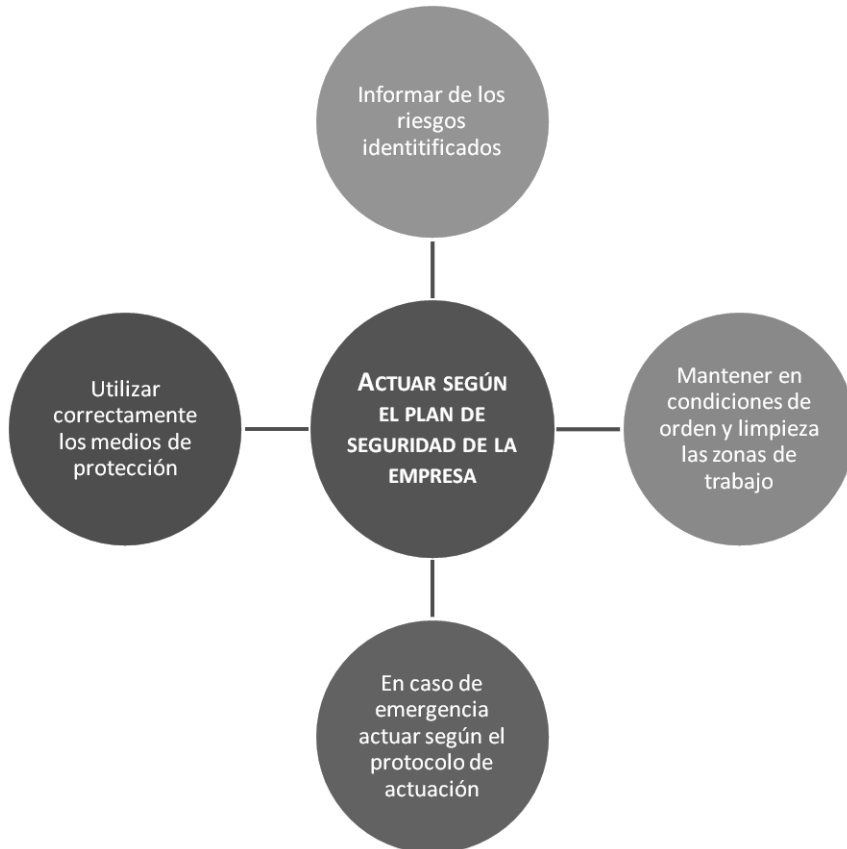 Informar de los
riesgos
identitificados
Utilizar
correctamente
los medios de
protección
ACTUAR SEGÚN
EL PLAN DE
SEGURIDAD DE LA
EMPRESA
Mantener en
condiciones de
orden y limpieza
las zonas de
trabajo
En caso de
emergencia
actuar según el
protocolo de
actuación